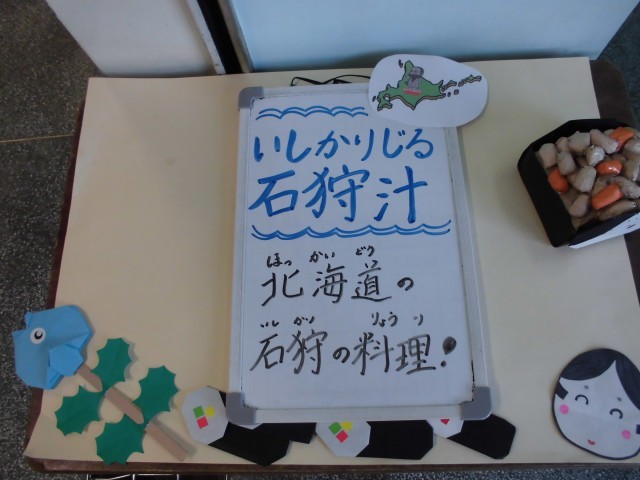 いしかりじる
石狩汁
ほっかいどう
北海道の
いしかり りょうり
石狩の料理!